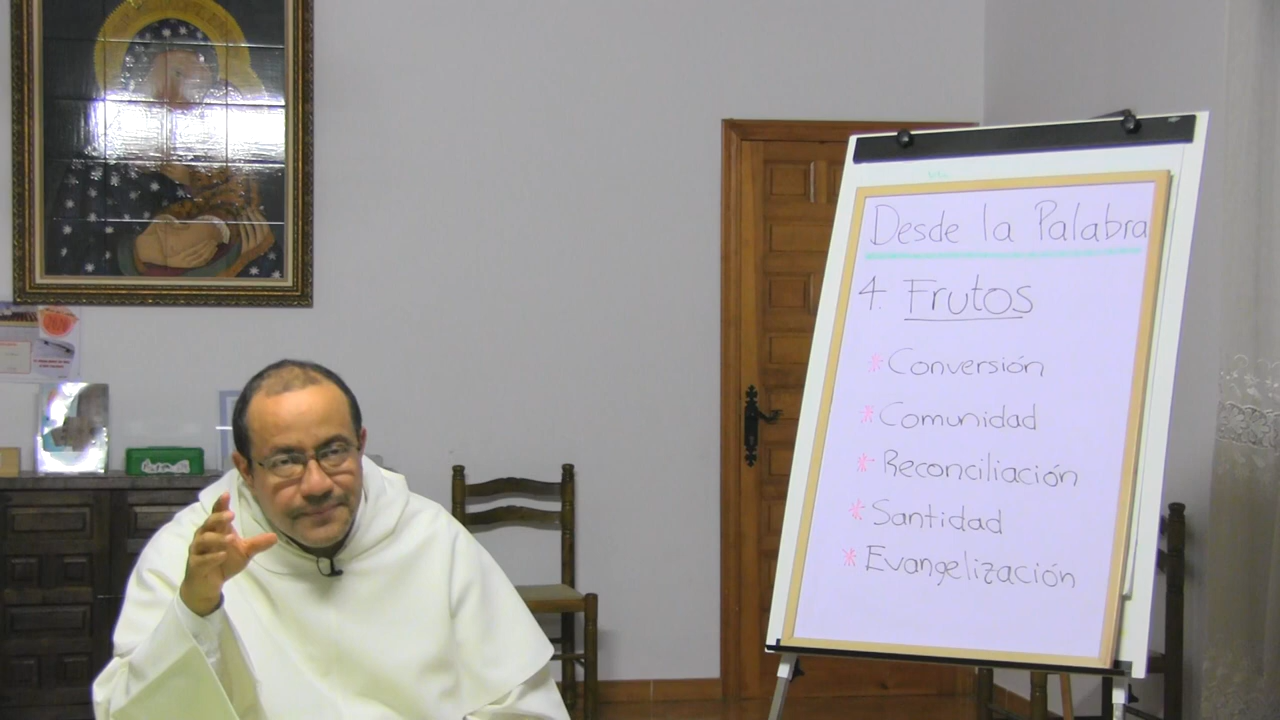 Desde la Palabra
4. Frutos
* Conversión
* Comunidad
* Reconciliación
* Santidad
* Evangelización